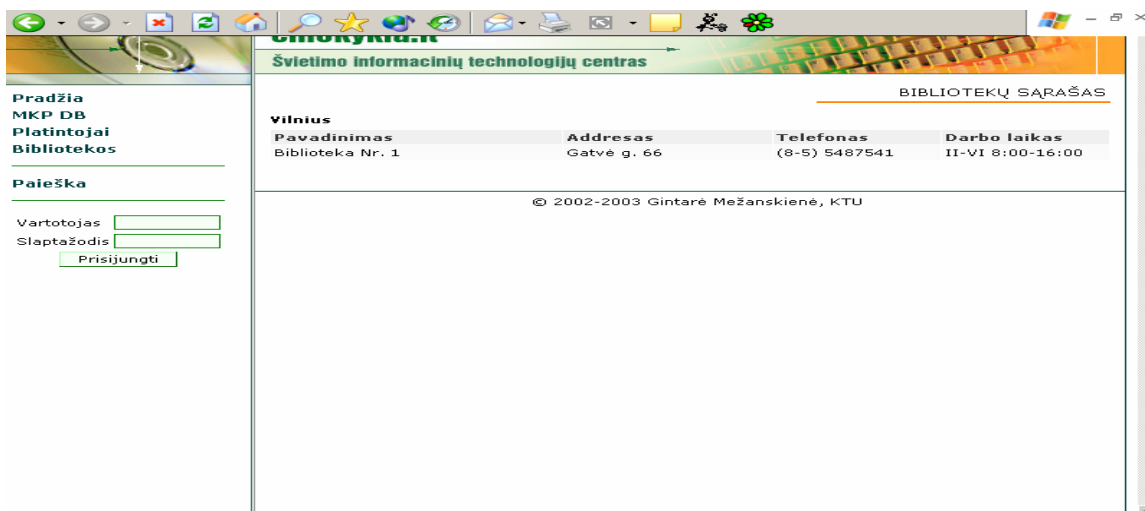 Švietimo informacinių technologijų centras
Pradžia
MKP DB
Platintojai
Bibliotekos
Paieška
Vartotojas
Slaptažodis
Prisijungti
BIBLIOTEKŲ SĄRAŠAS
Vilnius
Pavadinimas Addresas Telefonas Darbo laikas
Biblioteka Nr. 1 Gatvė g. 66 (8-5) 5487541 II-VI 8:00-16:00
© 2002-2003 Gintarė Mežanskienė, KTU